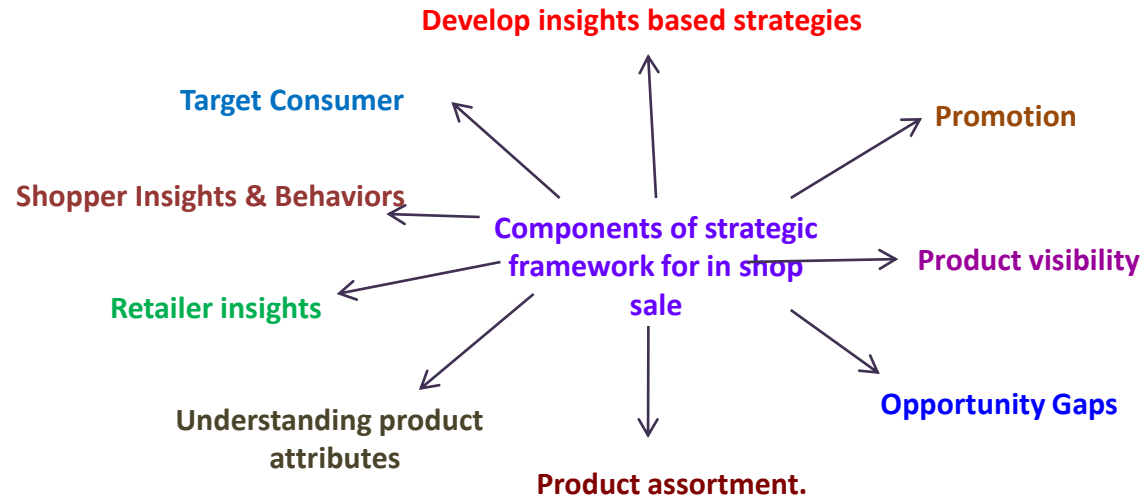 Develop insights based strategies
Target Consumer
Promotion
Shopper Insights & Behaviors
Components of strategic
framework for in shop
sale
Product visibility
Retailer insights
Opportunity Gaps
Understanding product
attributes
Product assortment.